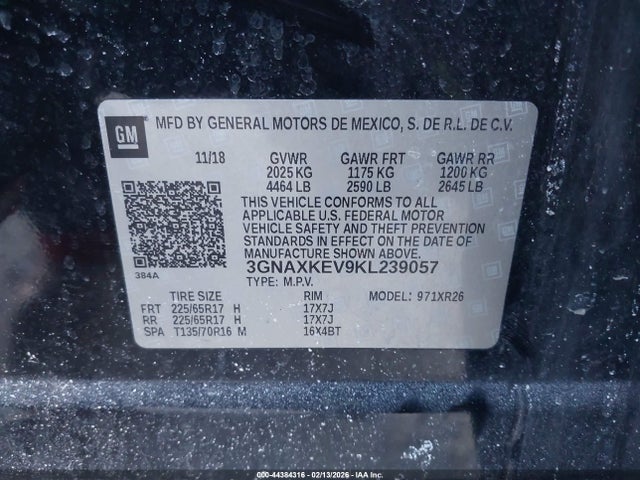 GM
MFD BY GENERAL MOTORS DE MEXICO, S. DE R.L. DE C.V.
11/18 GVWR GAWR FRT GAWR RR
2025 KG 1175 KG 1200 KG
4464 LB 2590 LB 2645 LB
THIS VEHICLE CONFORMS TO ALL
APPLICABLE U.S. FEDERAL MOTOR
VEHICLE SAFETY AND THEFT PREVENTION
STANDARDS IN EFFECT ON THE DATE OF
MANUFACTURE SHOWN ABOVE.
384A
3GNAXKEV9KL239057
TYPE: M.P.V.
TIRE SIZE RIM MODEL: 971XR26
FRT 225/65R17 H 17X7J
RR 225/65R17 H 17X7J
SPA T135/70R16 M 16X4BT
000-44384316 - 02/13/2026 - IAA LLC